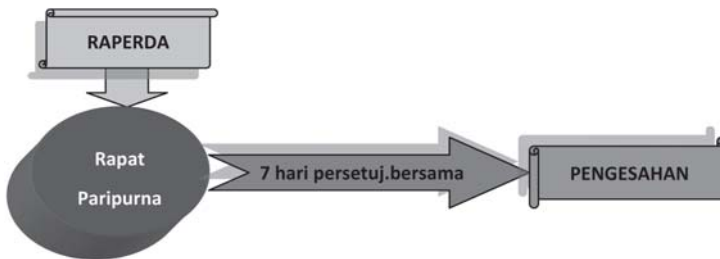 RAPERDA
Rapat
Paripurna
7 hari persetuj.bersama
PENGESAHAN